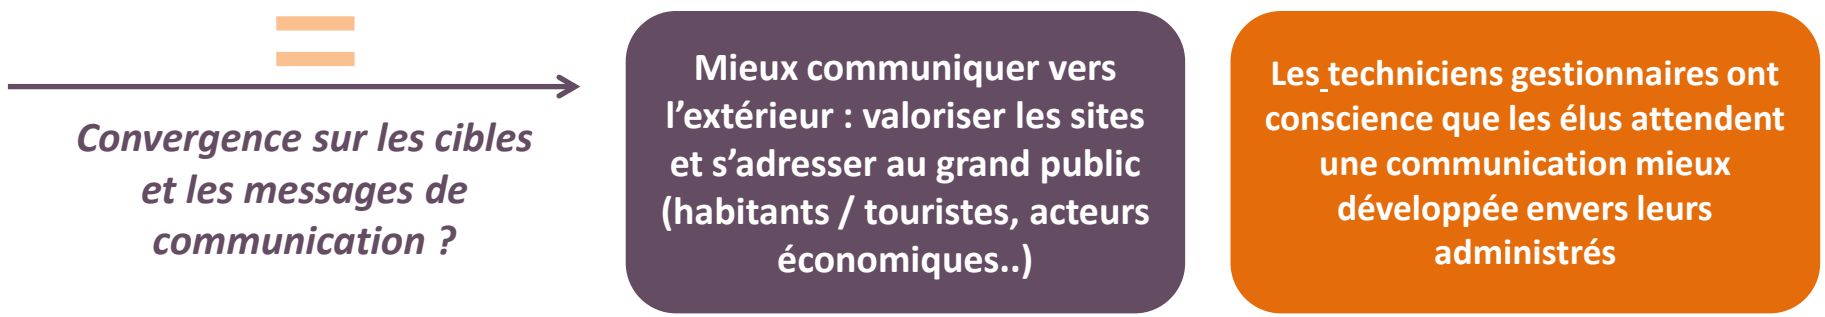 Convergence sur les cibles
et les messages de
communication ?
Mieux communiquer vers
l’extérieur : valoriser les sites
et s’adresser au grand public
(habitants / touristes, acteurs
économiques..)
Les techniciens gestionnaires ont
conscience que les élus attendent
une communication mieux
développée envers leurs
administrés